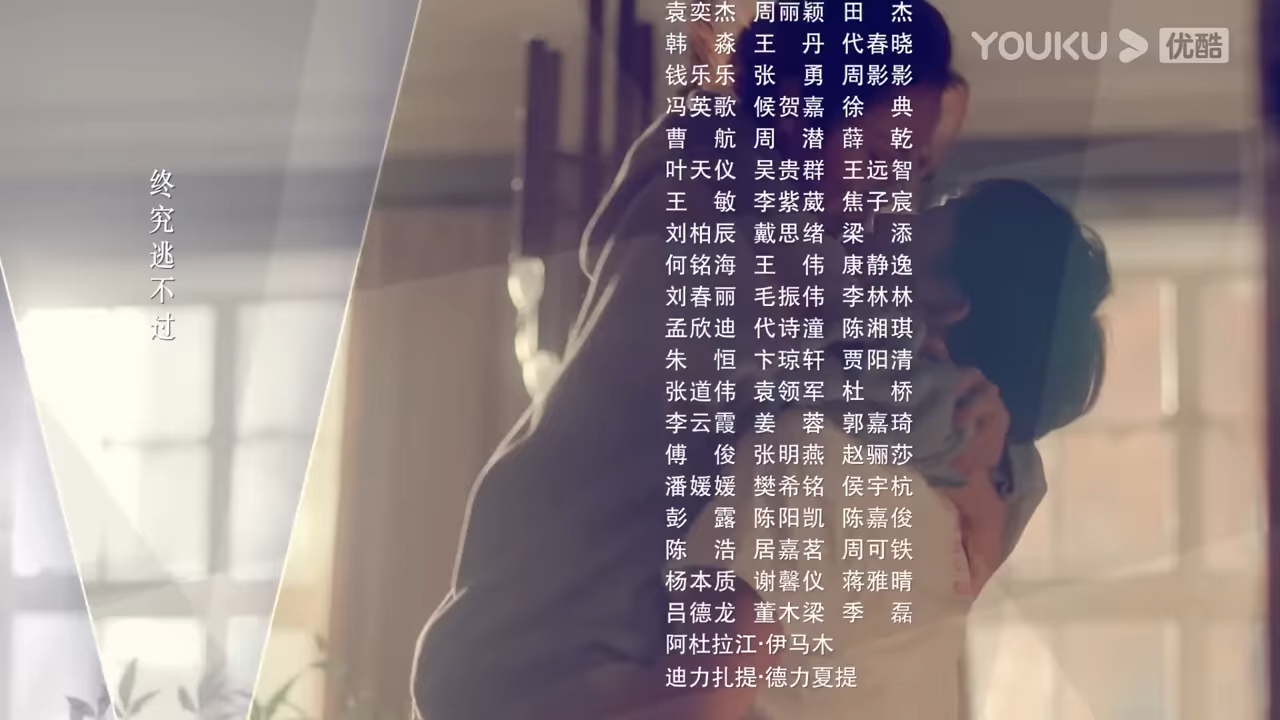 袁奕杰 周丽颖 田 杰
韩 淼 王 丹 代春晓
钱乐乐 张 勇 周影影
冯英歌 候贺嘉 徐 典
曹 航 周 潜 薛 乾
叶天仪 吴贵群 王远智
王 敏 李紫葳 焦子宸
刘柏辰 戴思绪 梁 添
何铭海 王 伟 康静逸
刘春丽 毛振伟 李林林
孟欣迪 代诗潼 陈湘琪
朱 恒 卞琼轩 贾阳清
张道伟 袁领军 杜 桥
李云霞 姜 蓉 郭嘉琦
傅 俊 张明燕 赵骊莎
潘媛媛 樊希铭 侯宇杭
彭 露 陈阳凯 陈嘉俊
陈 浩 居嘉茗 周可铁
杨本质 谢馨仪 蒋雅晴
吕德龙 董木梁 季 磊
阿杜拉江·伊马木
迪力扎提·德力夏提
终究逃不过
YOUKU 优酷